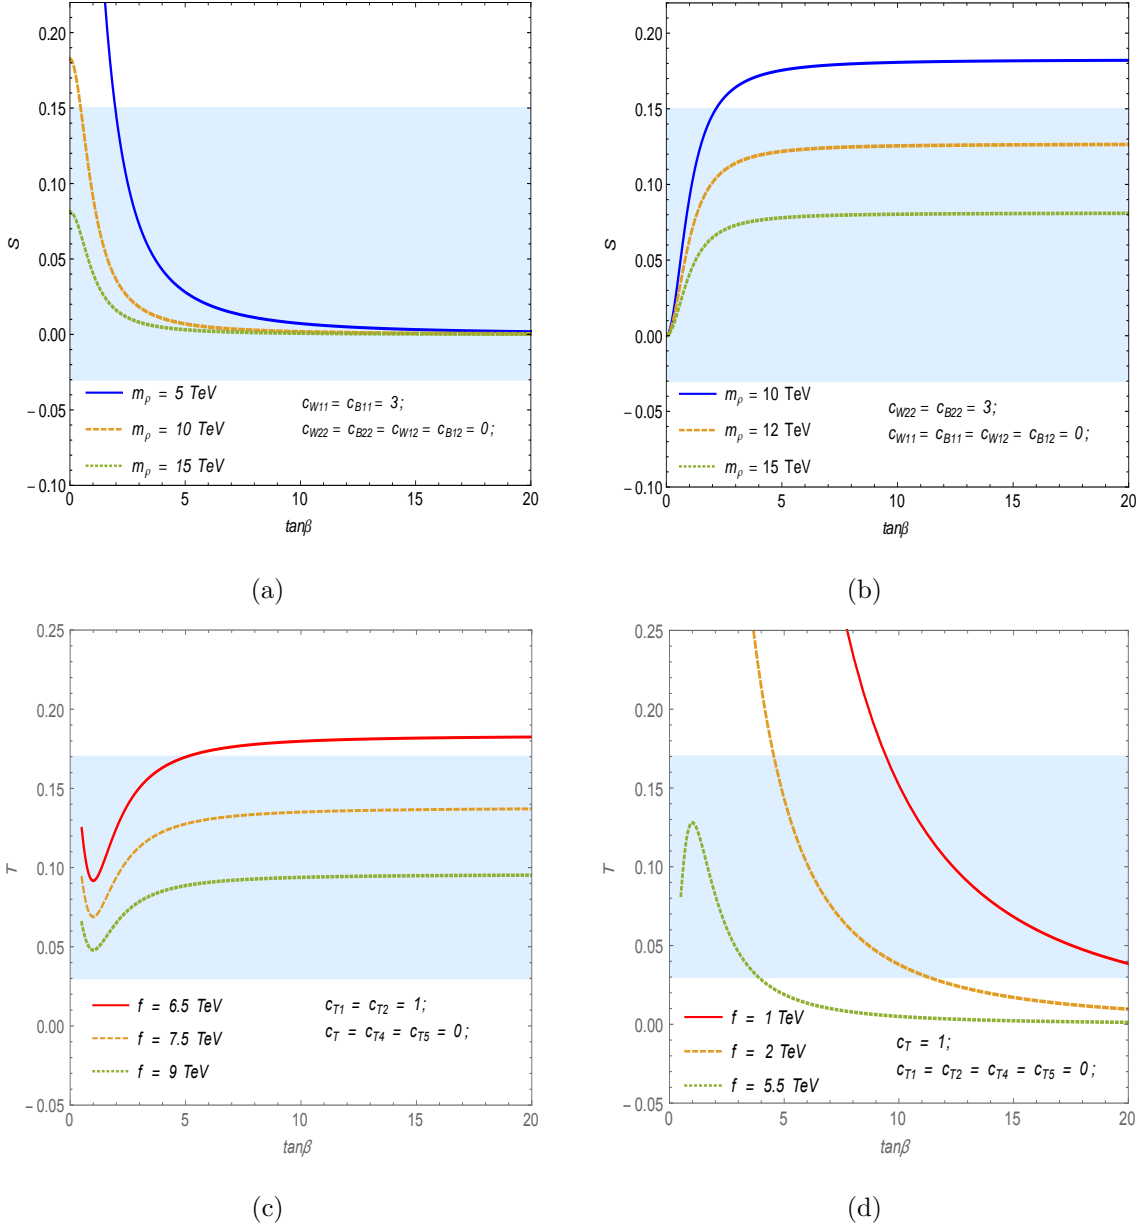 0.20
0.15
0.10
0.05
0.00
−0.05
−0.10
S
m_ρ = 5 TeV
m_ρ = 10 TeV
m_ρ = 15 TeV
c_W11 = c_B11 = 3;
c_W22 = c_B22 = c_W12 = c_B12 = 0;
0 5 10 15 20
tanβ
(a)
0.20
0.15
0.10
0.05
0.00
−0.05
−0.10
S
m_ρ = 10 TeV
m_ρ = 12 TeV
m_ρ = 15 TeV
c_W22 = c_B22 = 3;
c_W11 = c_B11 = c_W12 = c_B12 = 0;
0 5 10 15 20
tanβ
(b)
0.25
0.20
0.15
0.10
0.05
0.00
−0.05
T
f = 6.5 TeV
f = 7.5 TeV
f = 9 TeV
c_T1 = c_T2 = 1;
c_T = c_T4 = c_T5 = 0;
0 5 10 15 20
tanβ
(c)
0.25
0.20
0.15
0.10
0.05
0.00
−0.05
T
f = 1 TeV
f = 2 TeV
f = 5.5 TeV
c_T = 1;
c_T1 = c_T2 = c_T4 = c_T5 = 0;
0 5 10 15 20
tanβ
(d)